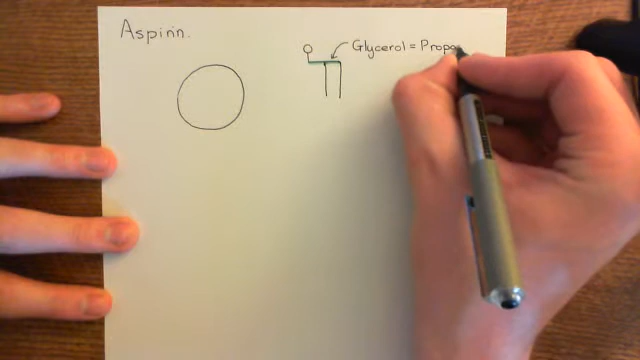 Aspirin.
Glycerol = Propa